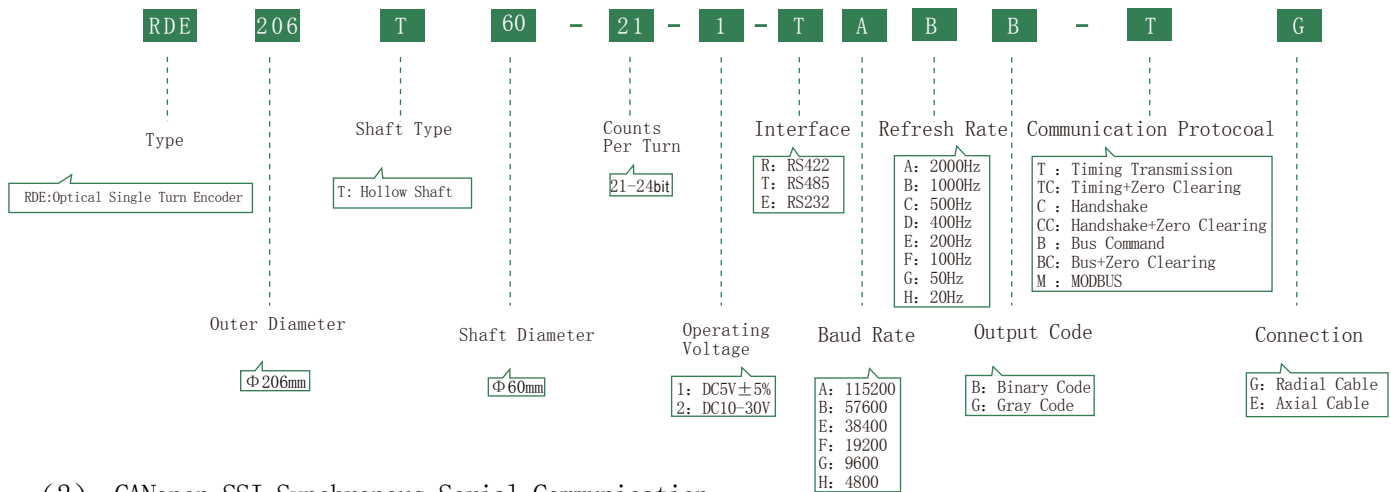 RDE 206 T 60 - 21 - 1 - T A B B - T G
Type
RDE:Optical Single Turn Encoder
Outer Diameter
Φ206mm
Shaft Type
T: Hollow Shaft
Shaft Diameter
Φ60mm
Counts
Per Turn
21-24bit
Operating
Voltage
1: DC5V±5%
2: DC10-30V
Interface
R: RS422
T: RS485
E: RS232
Baud Rate
A: 115200
B: 57600
E: 38400
F: 19200
G: 9600
H: 4800
Refresh Rate
A: 2000Hz
B: 1000Hz
C: 500Hz
D: 400Hz
E: 200Hz
F: 100Hz
G: 50Hz
H: 20Hz
Output Code
B: Binary Code
G: Gray Code
Communication Protocoal
T : Timing Transmission
TC: Timing+Zero Clearing
C : Handshake
CC: Handshake+Zero Clearing
B : Bus Command
BC: Bus+Zero Clearing
M : MODBUS
Connection
G: Radial Cable
E: Axial Cable